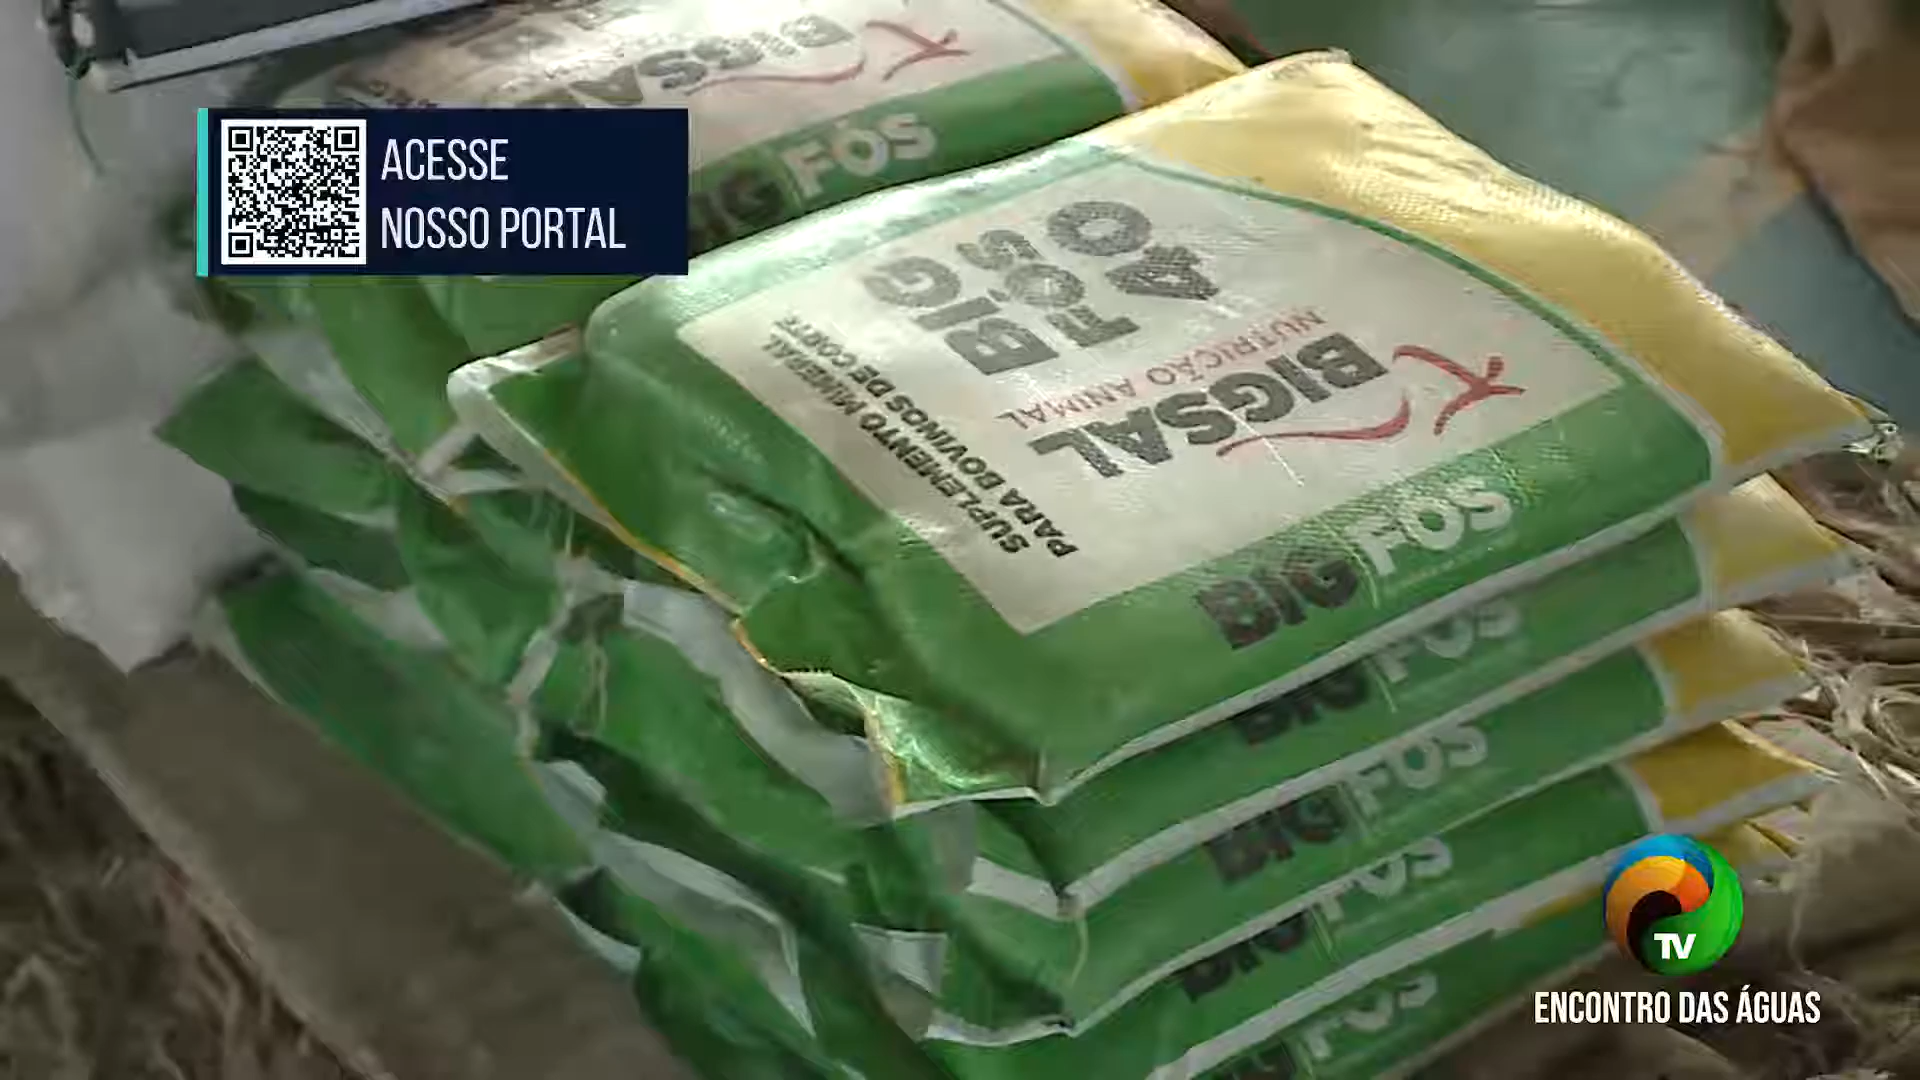 ACESSE
NOSSO PORTAL
BIGSAL
BIG FÓS
BIGSAL
NUTRIÇÃO ANIMAL
BIG
FÓS
40
SUPLEMENTO MINERAL
PARA BOVINOS DE CORTE
BIG FÓS
BIG FÓS
BIG FÓS
BIG FÓS
BIG FÓS
TV
ENCONTRO DAS ÁGUAS